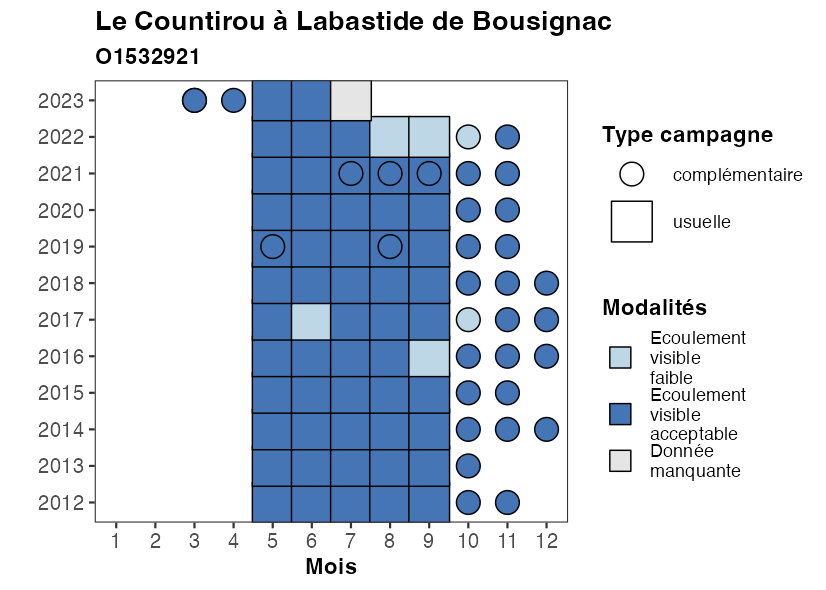 Le Countirou à Labastide de Bousignac
O1532921
2023
2022
2021
2020
2019
2018
2017
2016
2015
2014
2013
2012
1 2 3 4 5 6 7 8 9 10 11 12
Mois
Type campagne
complémentaire
usuelle
Modalités
Ecoulement
visible
faible
Ecoulement
visible
acceptable
Donnée
manquante